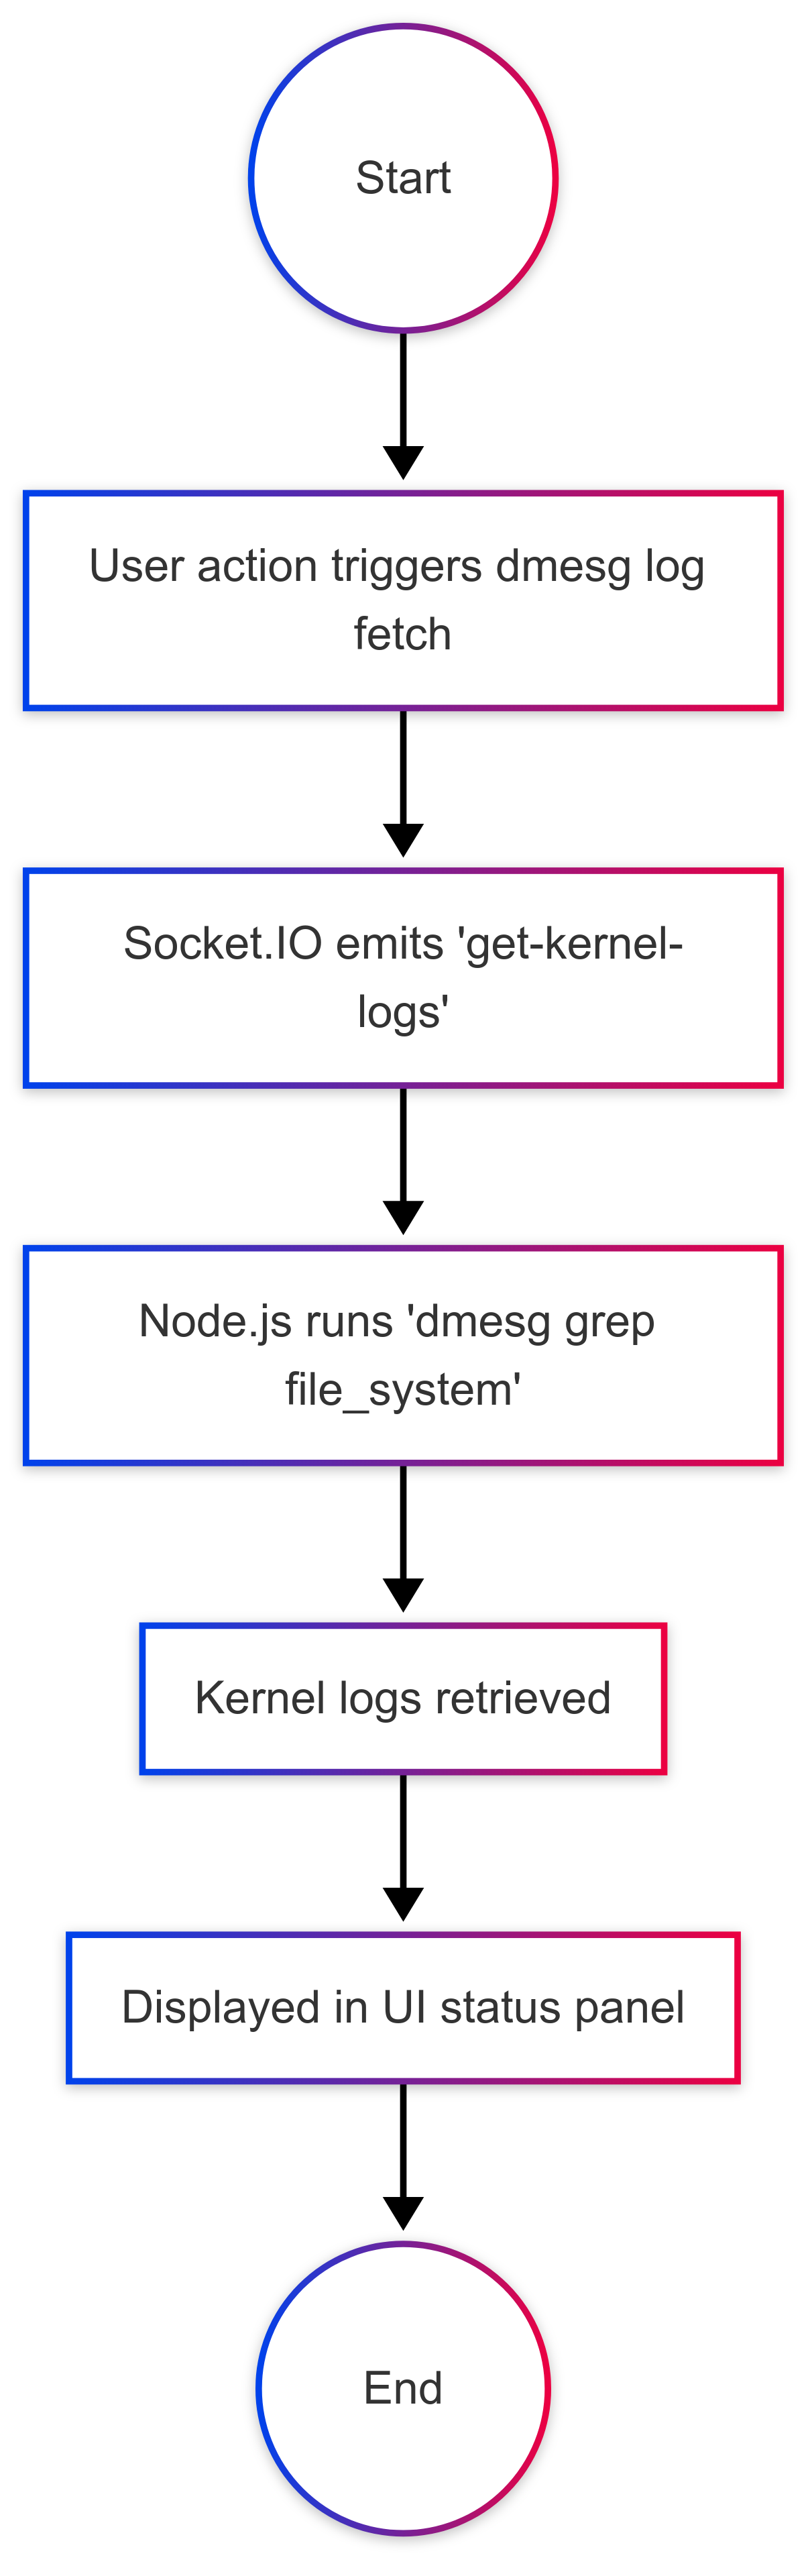 Start
User action triggers dmesg log
fetch
Socket.IO emits 'get-kernel-
logs'
Node.js runs 'dmesg grep
file_system'
Kernel logs retrieved
Displayed in UI status panel
End